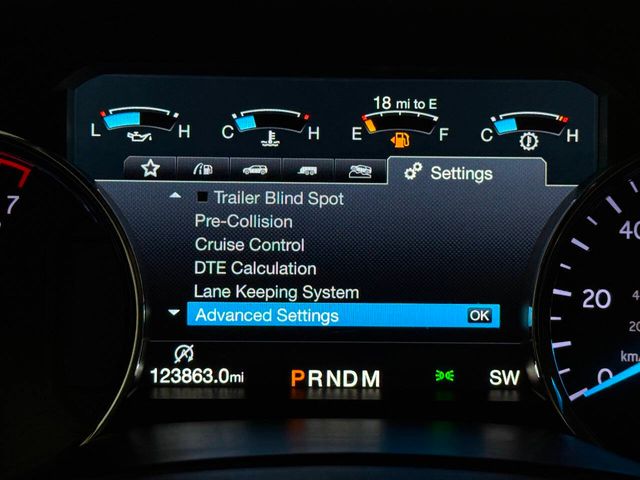 18 mi to E
L H C H E F C H
Settings
Trailer Blind Spot
Pre-Collision
Cruise Control
DTE Calculation
Lane Keeping System
Advanced Settings OK
123863.0mi PRNDM SW
7
40
20
20
0
km/